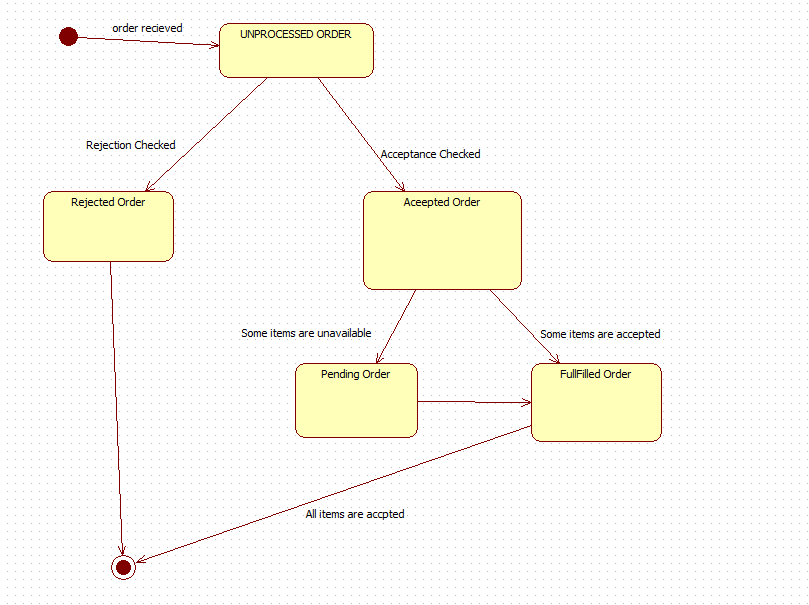 order recieved
UNPROCESSED ORDER
Rejection Checked
Acceptance Checked
Rejected Order
Aceepted Order
Some items are unavailable
Some items are accepted
Pending Order
FullFilled Order
All items are accpted